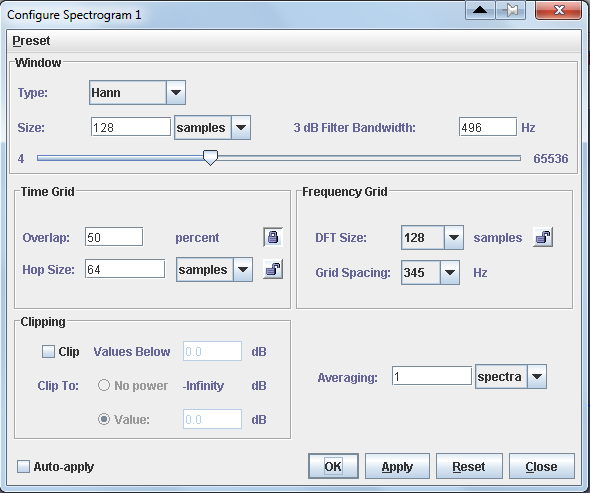 Configure Spectrogram 1
Preset
Window
Type: Hann
Size: 128 samples 3 dB Filter Bandwidth: 496 Hz
4 65536
Time Grid
Overlap: 50 percent
Hop Size: 64 samples
Frequency Grid
DFT Size: 128 samples
Grid Spacing: 345 Hz
Clipping
Clip Values Below 0.0 dB
Clip To: No power -Infinity dB
Value: 0.0 dB
Averaging: 1 spectra
Auto-apply OK Apply Reset Close